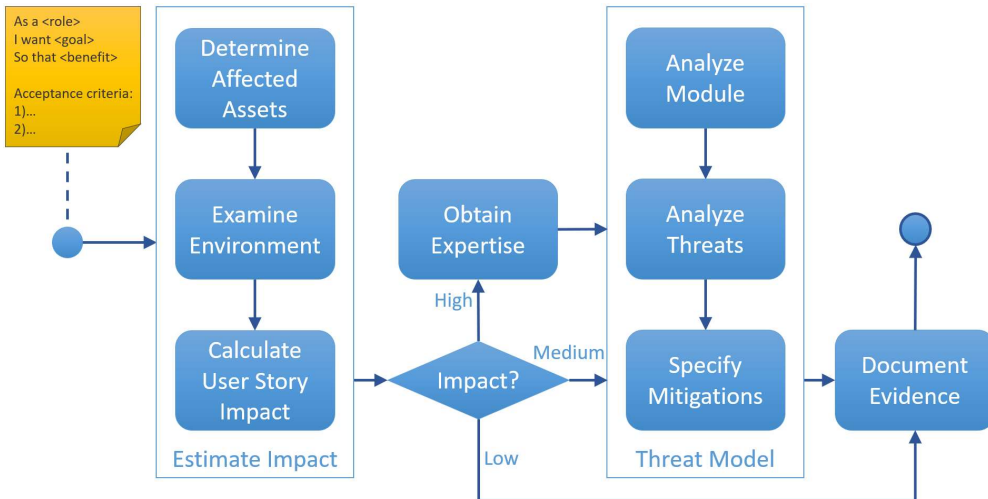 As a <role>
I want <goal>
So that <benefit>
Acceptance criteria:
1)...
2)...
Determine
Affected
Assets
Examine
Environment
Calculate
User Story
Impact
Estimate Impact
Impact?
High
Medium
Low
Obtain
Expertise
Analyze
Module
Analyze
Threats
Specify
Mitigations
Threat Model
Document
Evidence